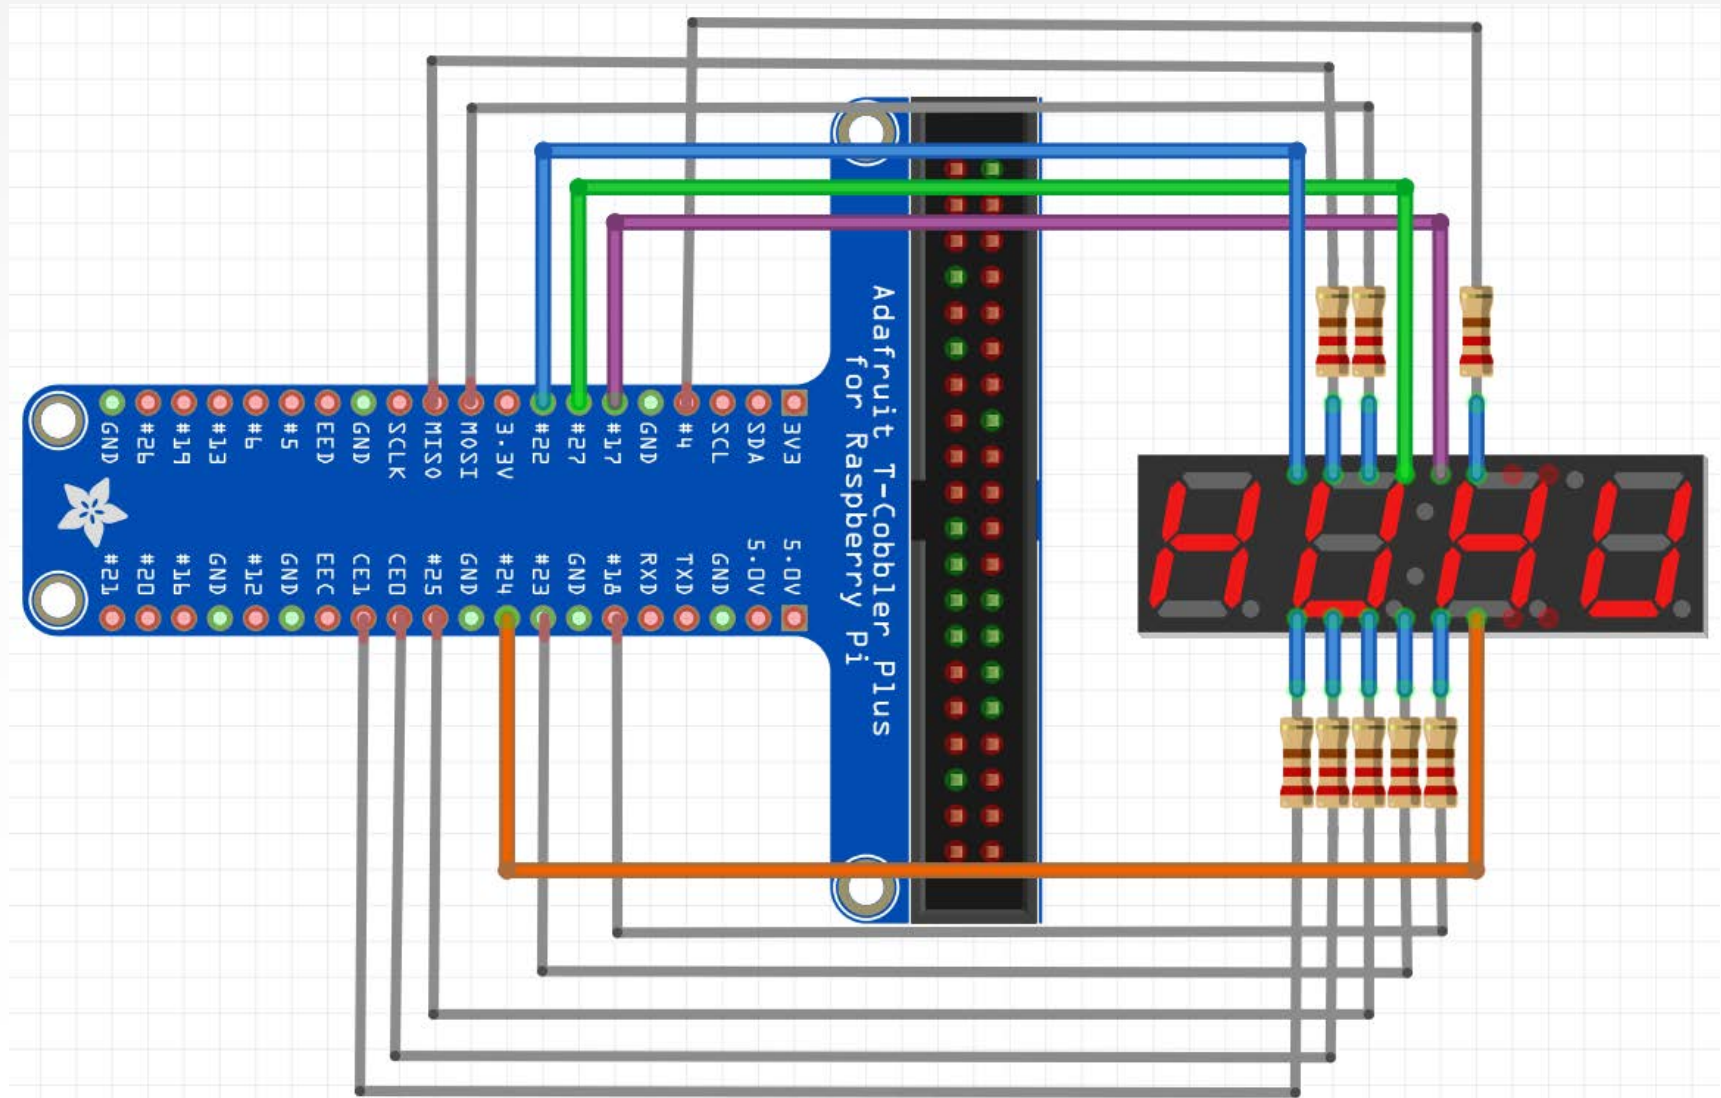 Adafruit T-Cobbler Plus
for Raspberry Pi
GND #26 #19 #13 #6 #5 EED GND SCLK MISO MOSI 3.3V #22 #27 #17 GND #4 SCL SDA 3V3
#21 #20 #16 GND #12 GND EEC CE1 CE0 #25 GND #24 #23 GND #18 RXD TXD GND 5.0V 5.0V